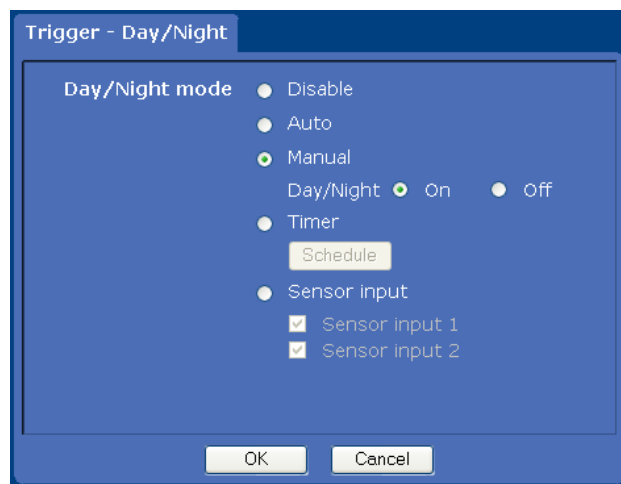 Trigger - Day/Night
Day/Night mode
Disable
Auto
Manual
Day/Night On Off
Timer
Schedule
Sensor input
Sensor input 1
Sensor input 2
OK Cancel